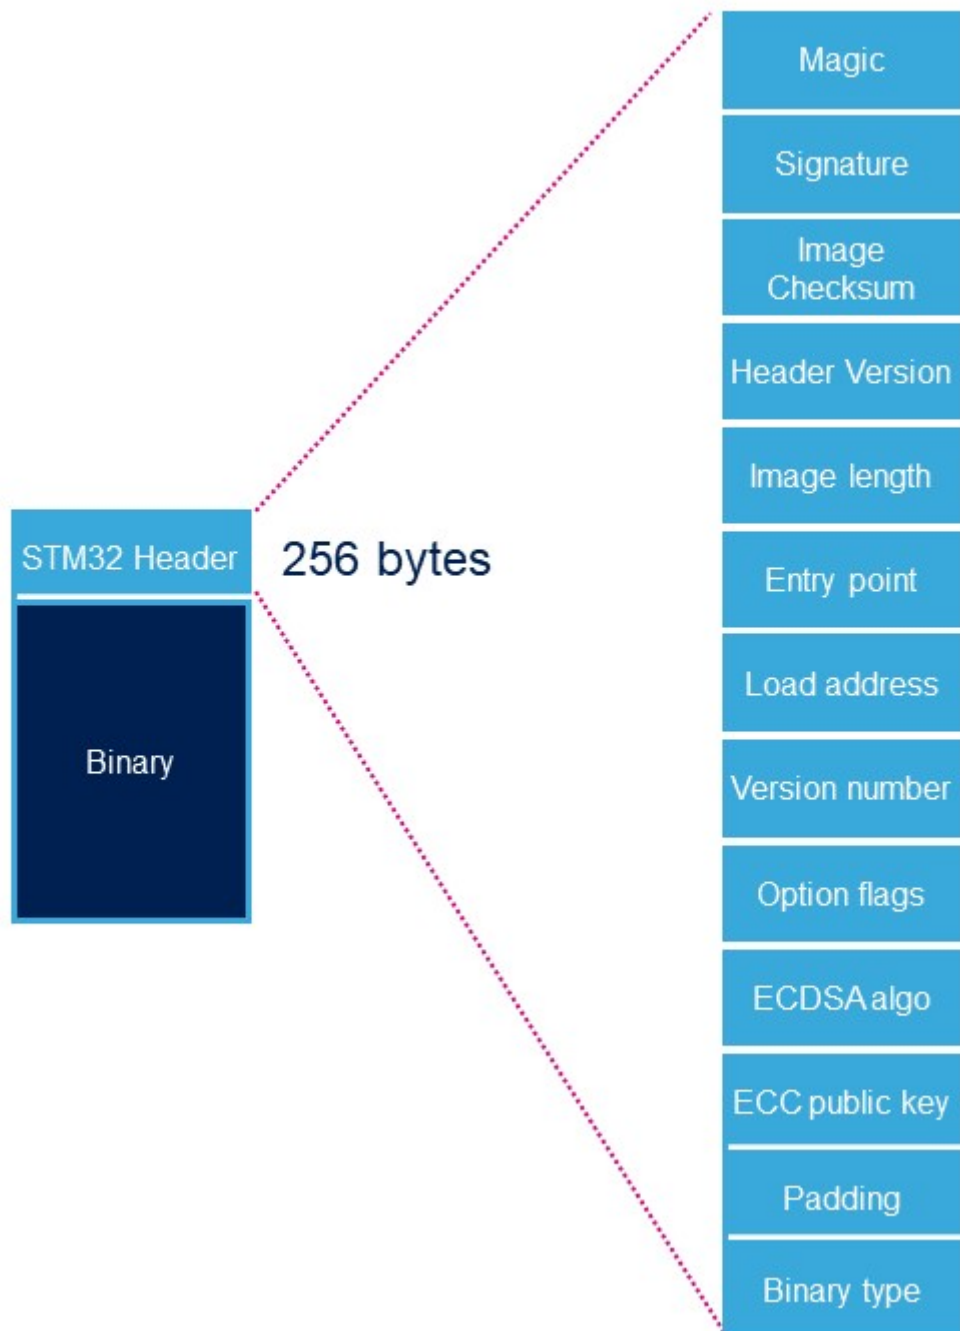 STM32 Header
256 bytes
Binary
Magic
Signature
Image
Checksum
Header Version
Image length
Entry point
Load address
Version number
Option flags
ECDSA algo
ECC public key
Padding
Binary type